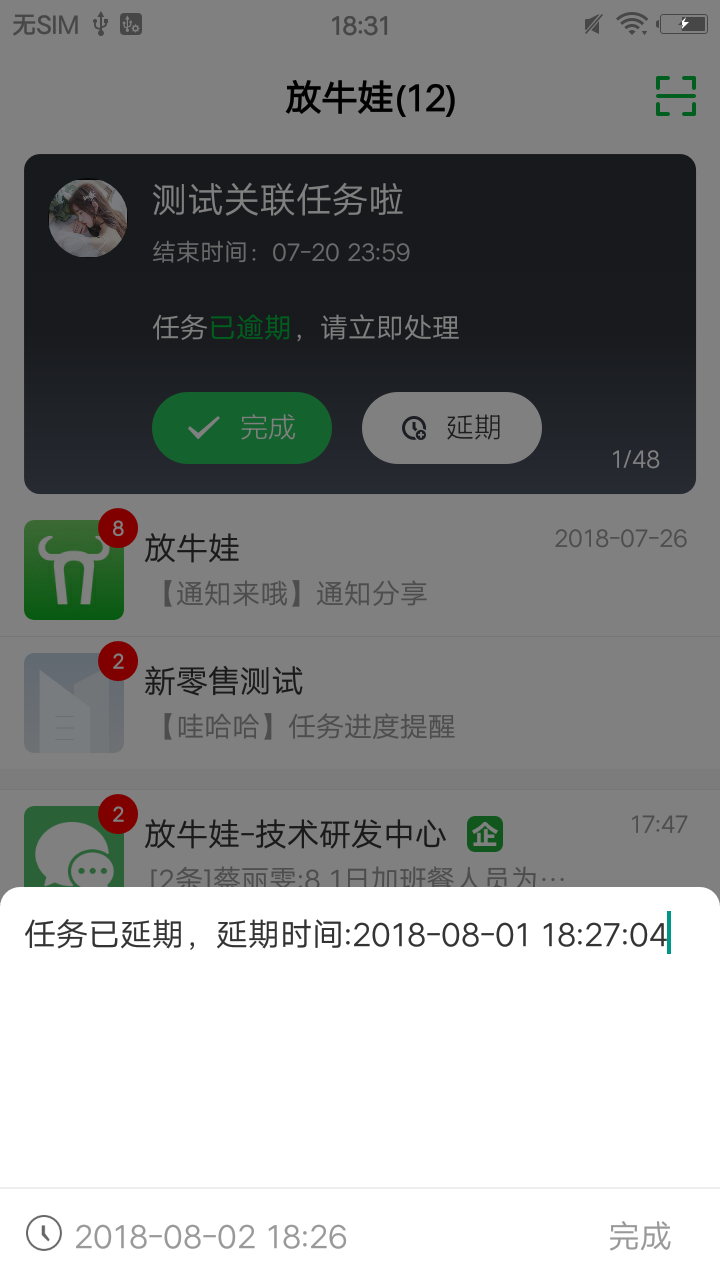 无SIM 18:31
放牛娃(12)
测试关联任务啦
结束时间：07-20 23:59
任务已逾期，请立即处理
完成 延期
1/48
8
放牛娃 2018-07-26
【通知来哦】通知分享
2
新零售测试
【哇哈哈】任务进度提醒
2
放牛娃-技术研发中心 企 17:47
[2条]蔡丽雯:8.1日加班餐人员为…
任务已延期，延期时间:2018-08-01 18:27:04
2018-08-02 18:26 完成